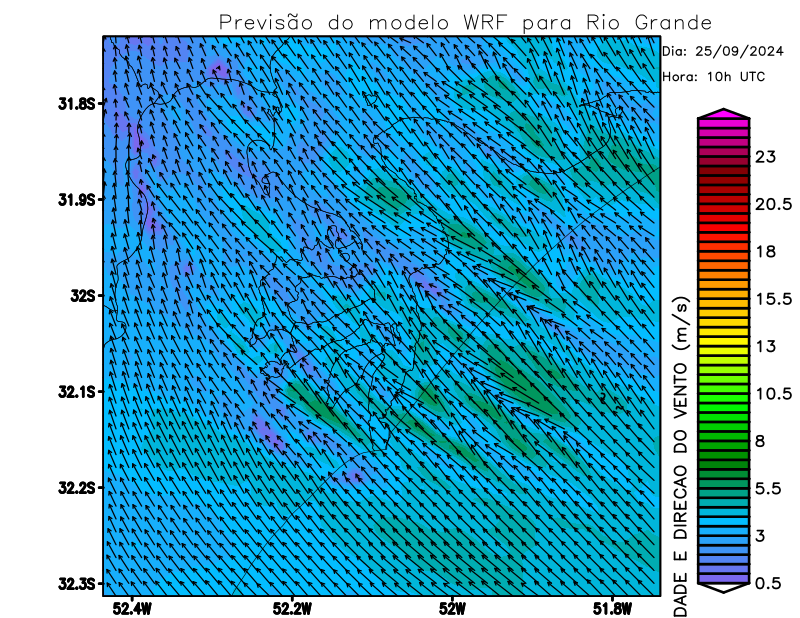 Previsão do modelo WRF para Rio Grande
Dia: 25/09/2024
Hora: 10h UTC
31.8S
31.9S
32S
32.1S
32.2S
32.3S
52.4W
52.2W
52W
51.8W
23
20.5
18
15.5
13
10.5
8
5.5
3
0.5
DADE E DIRECAO DO VENTO (m/s)